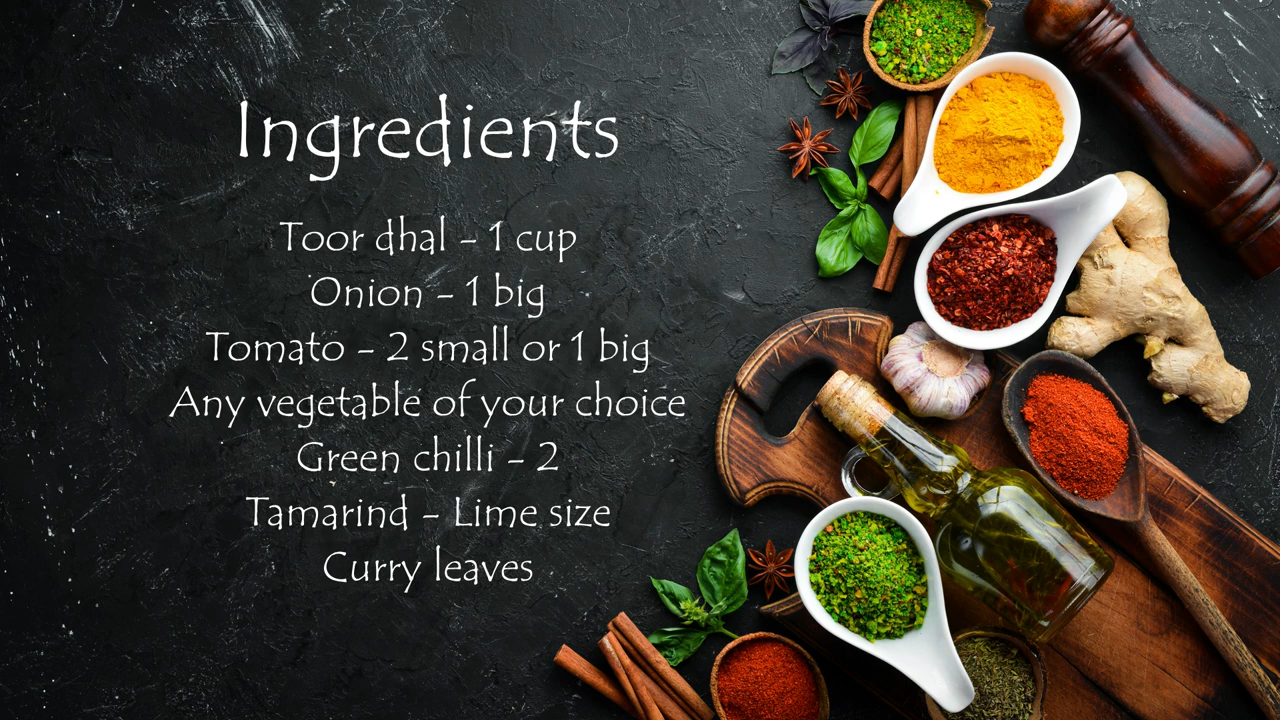 Ingredients
Toor dhal – 1 cup
Onion – 1 big
Tomato – 2 small or 1 big
Any vegetable of your choice
Green chilli – 2
Tamarind – Lime size
Curry leaves